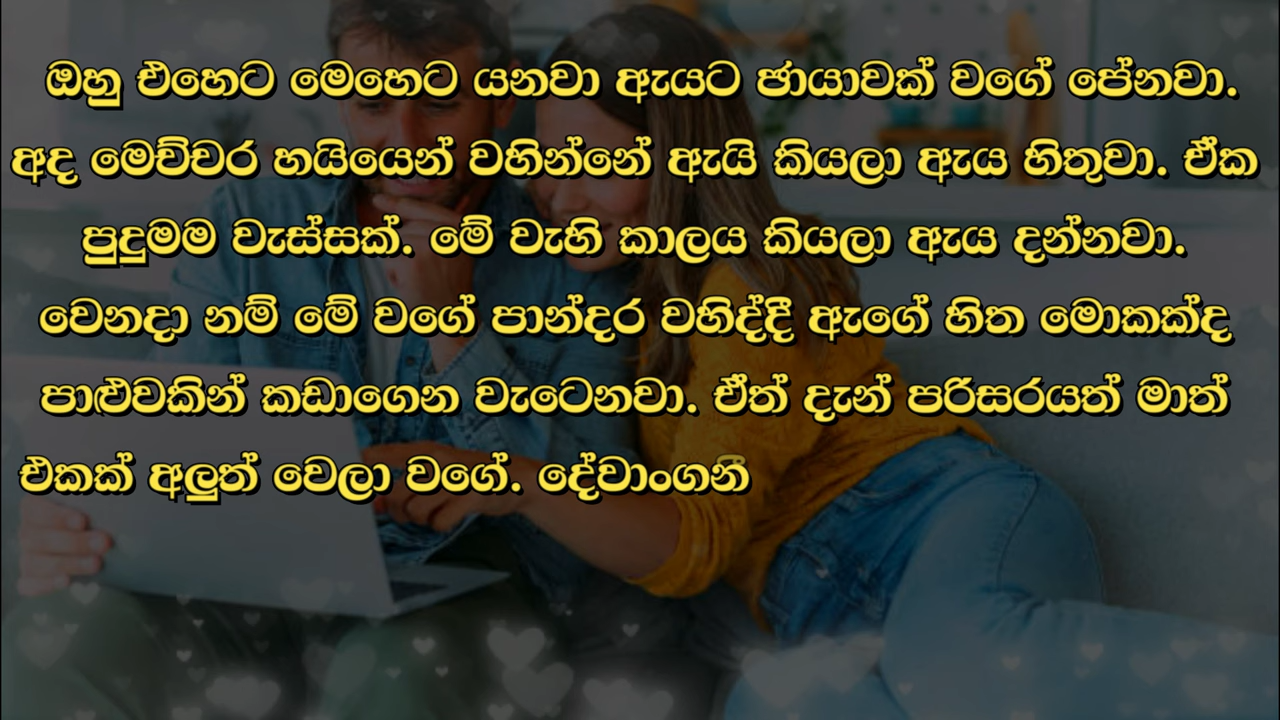 ඔහු එහෙට මෙහෙට යනවා ඇයට ඡායාවක් වගේ පේනවා.
අද මෙච්චර හයියෙන් වහින්නේ ඇයි කියලා ඇය හිතුවා. ඒක
පුදුමම වැස්සක්. මේ වැහි කාලය කියලා ඇය දන්නවා.
වෙනදා නම් මේ වගේ පාන්දර වහිද්දී ඇගේ හිත මොකක්ද
පාළුවකින් කඩාගෙන වැටෙනවා. ඒත් දැන් පරිසරයත් මාත්
එකක් අලුත් වෙලා වගේ. දේවාංගනී